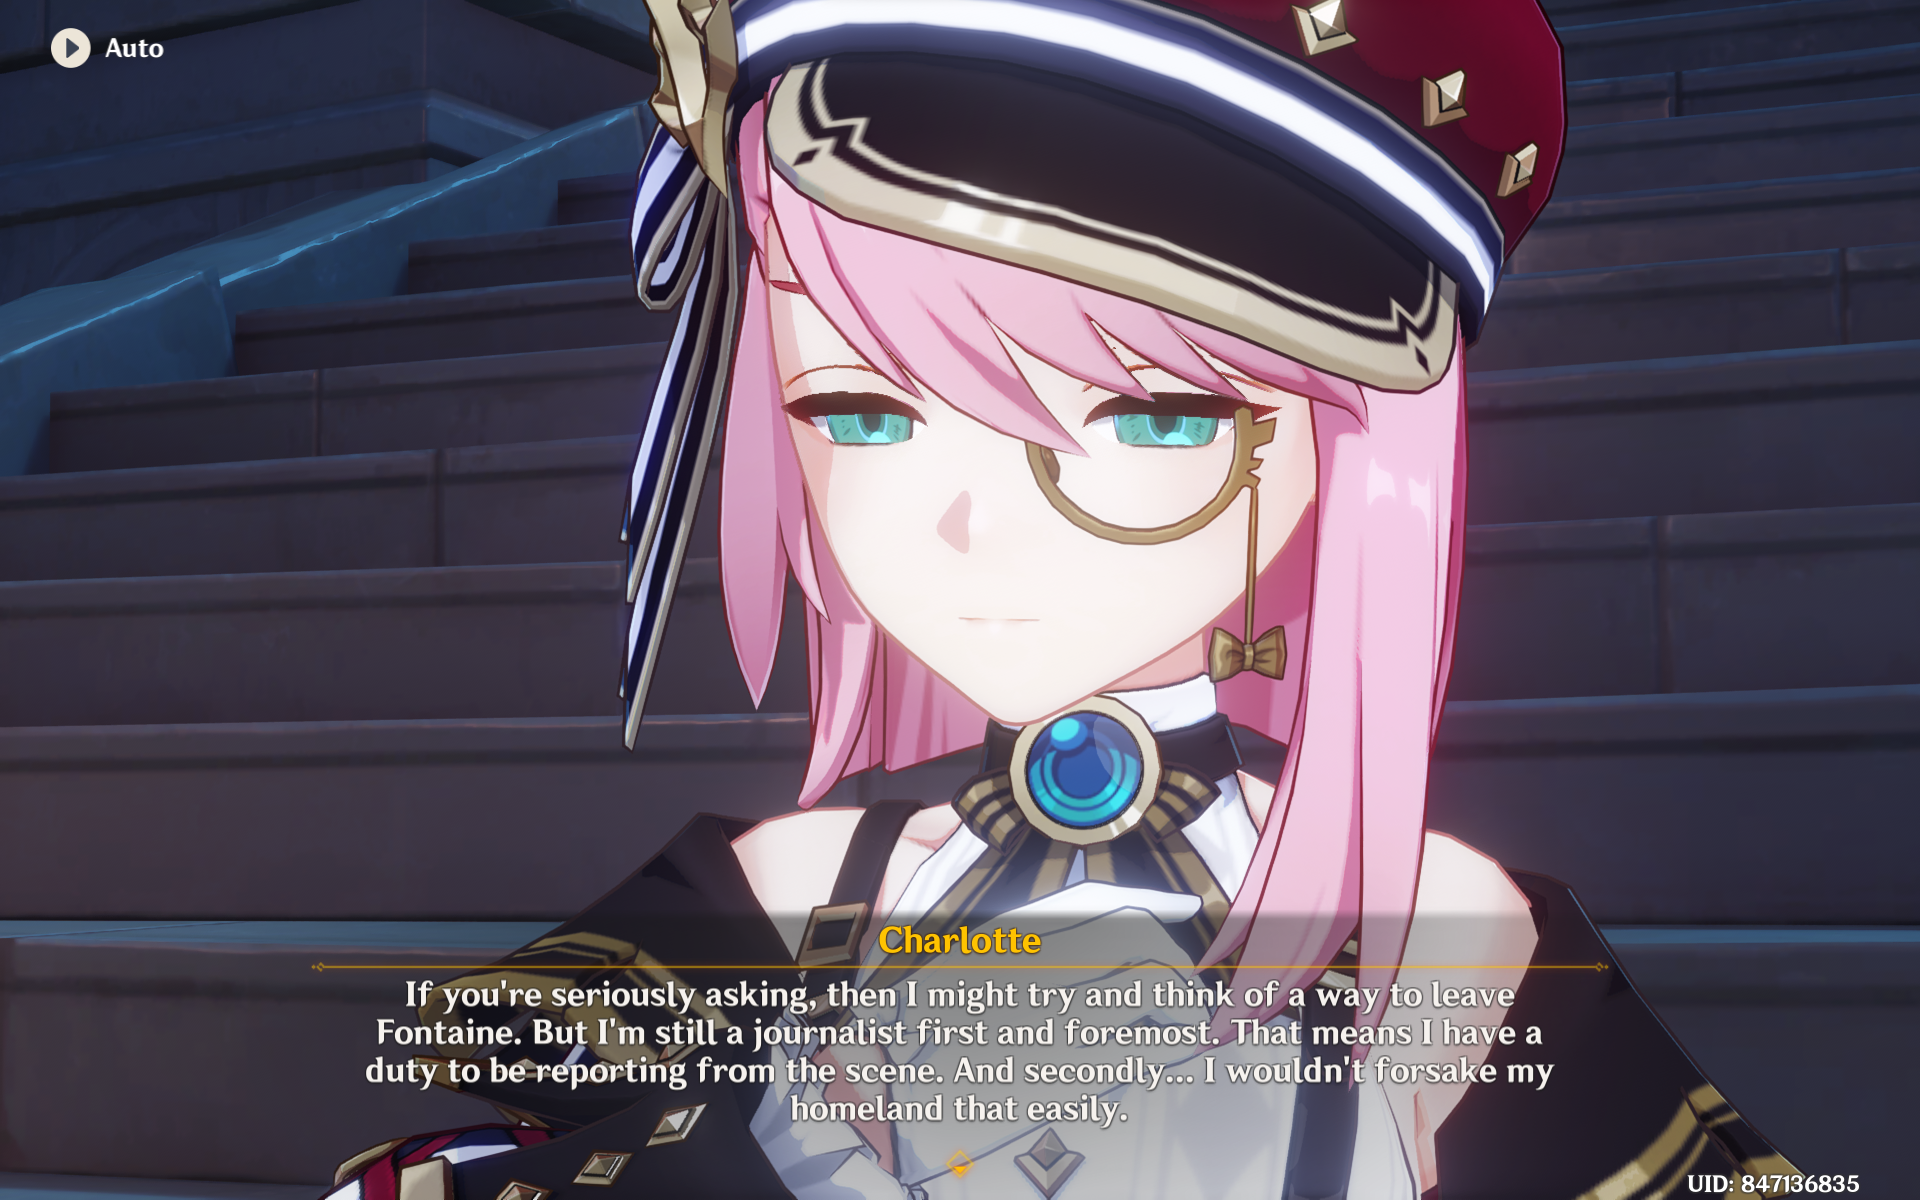 Auto
Charlotte
If you're seriously asking, then I might try and think of a way to leave
Fontaine. But I'm still a journalist first and foremost. That means I have a
duty to be reporting from the scene. And secondly... I wouldn't forsake my
homeland that easily.
UID: 847136835